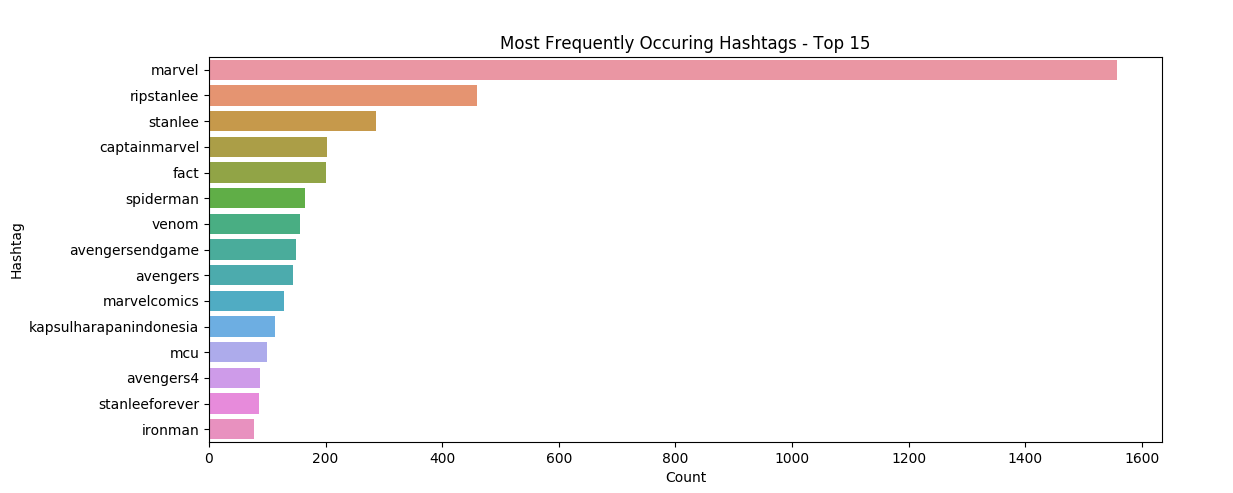 Most Frequently Occuring Hashtags - Top 15
Hashtag
marvel
ripstanlee
stanlee
captainmarvel
fact
spiderman
venom
avengersendgame
avengers
marvelcomics
kapsulharapanindonesia
mcu
avengers4
stanleeforever
ironman
0 200 400 600 800 1000 1200 1400 1600
Count